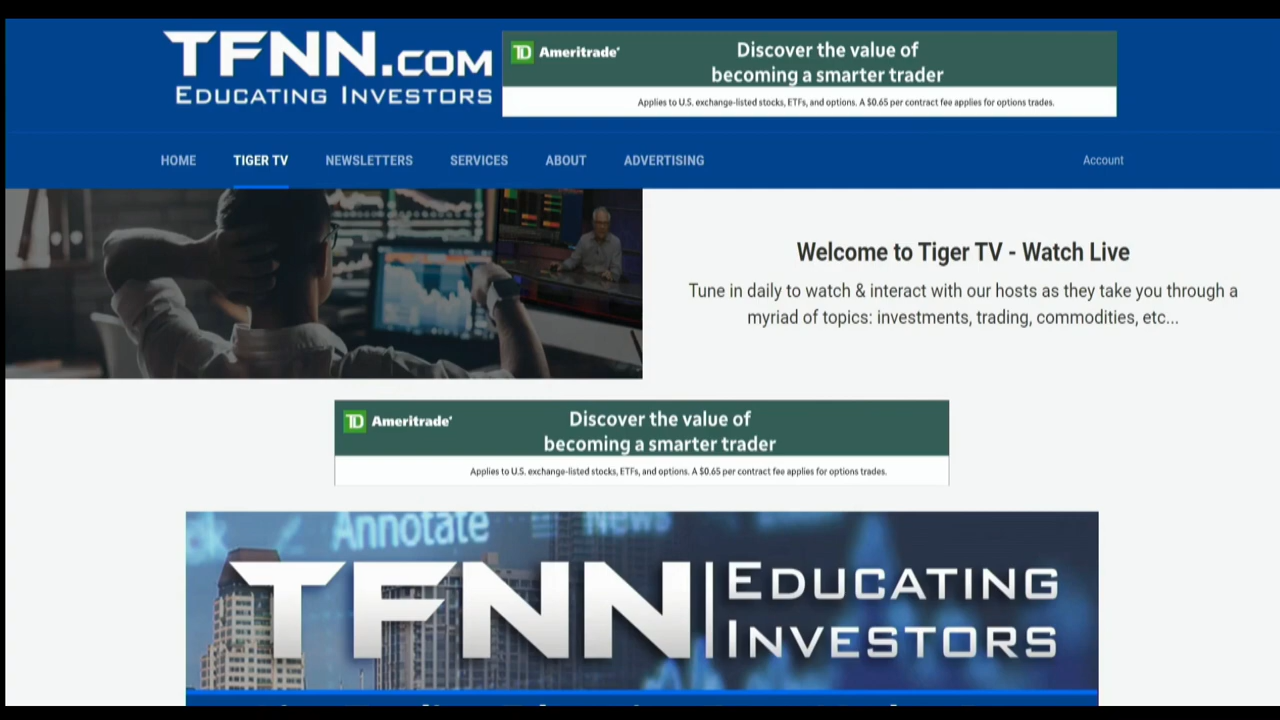 TFNN.COM
EDUCATING INVESTORS
TD Ameritrade
Discover the value of
becoming a smarter trader
Applies to U.S. exchange-listed stocks, ETFs, and options. A $0.65 per contract fee applies for options trades.
HOME TIGER TV NEWSLETTERS SERVICES ABOUT ADVERTISING Account
Welcome to Tiger TV - Watch Live
Tune in daily to watch & interact with our hosts as they take you through a
myriad of topics: investments, trading, commodities, etc...
TD Ameritrade
Discover the value of
becoming a smarter trader
Applies to U.S. exchange-listed stocks, ETFs, and options. A $0.65 per contract fee applies for options trades.
Annotate News
TFNN EDUCATING
INVESTORS